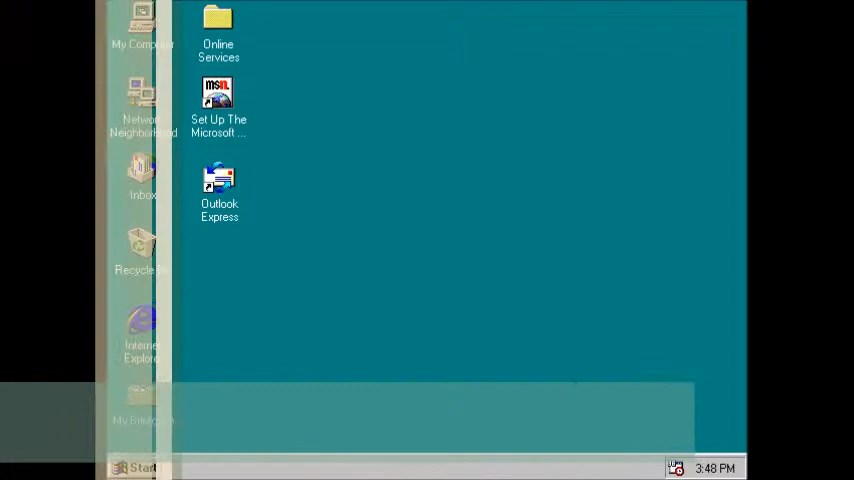 My Computer
Online
Services
Network
Neighborhood
msn.
Set Up The
Microsoft ...
Inbox
Outlook
Express
Recycle Bin
Internet
Explorer
My Briefcase
Start
3:48 PM